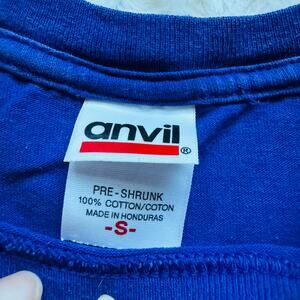 anvil®
PRE-SHRUNK
100% COTTON/COTON
MADE IN HONDURAS
-S-